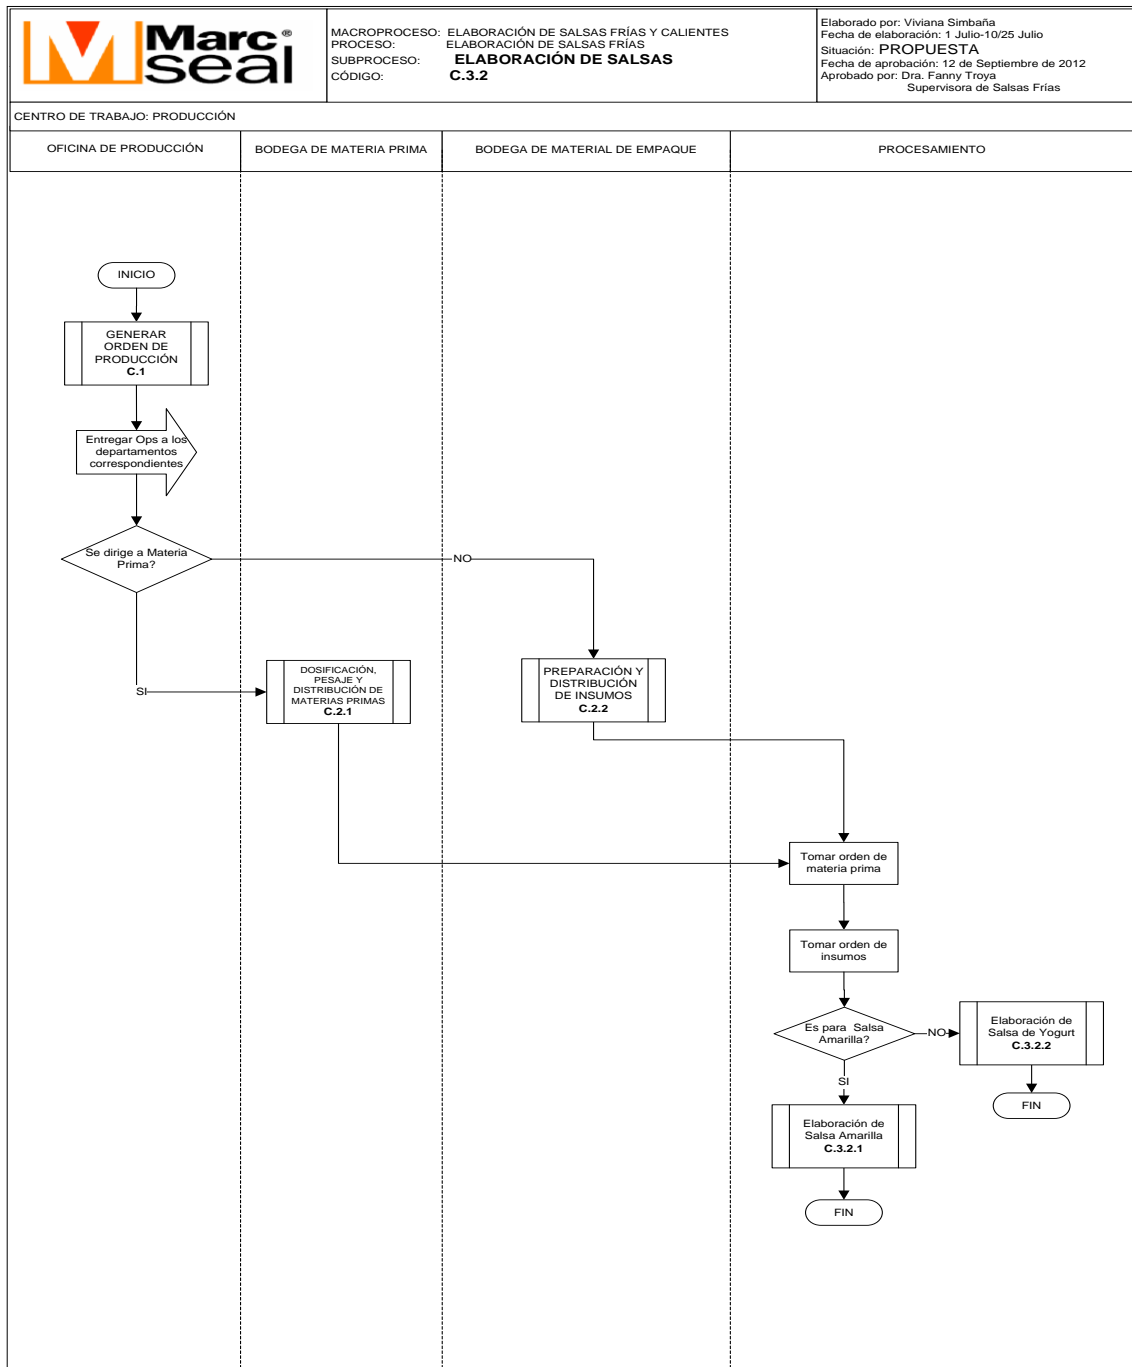 Marc®
seal
MACROPROCESO: ELABORACIÓN DE SALSAS FRÍAS Y CALIENTES
PROCESO: ELABORACIÓN DE SALSAS FRÍAS
SUBPROCESO: ELABORACIÓN DE SALSAS
CÓDIGO: C.3.2
Elaborado por: Viviana Simbaña
Fecha de elaboración: 1 Julio-10/25 Julio
Situación: PROPUESTA
Fecha de aprobación: 12 de Septiembre de 2012
Aprobado por: Dra. Fanny Troya
Supervisora de Salsas Frías
CENTRO DE TRABAJO: PRODUCCIÓN
OFICINA DE PRODUCCIÓN
BODEGA DE MATERIA PRIMA
BODEGA DE MATERIAL DE EMPAQUE
PROCESAMIENTO
INICIO
GENERAR
ORDEN DE
PRODUCCIÓN
C.1
Entregar Ops a los
departamentos
correspondientes
Se dirige a Materia
Prima?
NO
SI
DOSIFICACIÓN,
PESAJE Y
DISTRIBUCIÓN DE
MATERIAS PRIMAS
C.2.1
PREPARACIÓN Y
DISTRIBUCIÓN
DE INSUMOS
C.2.2
Tomar orden de
materia prima
Tomar orden de
insumos
Es para Salsa
Amarilla?
NO
Elaboración de
Salsa de Yogurt
C.3.2.2
FIN
SI
Elaboración de
Salsa Amarilla
C.3.2.1
FIN